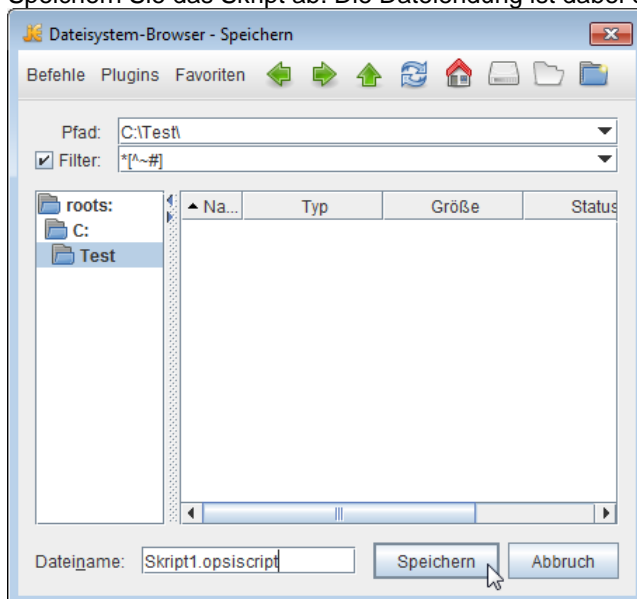 Speichern Sie das Skript ab. Die Dateiendung ist dabei
Dateisystem-Browser - Speichern
Befehle Plugins Favoriten
Pfad: C:\Test\
Filter: *[^~#]
roots:
C:
Test
Na... Typ Größe Status
Dateiname: Skript1.opsiscript Speichern Abbruch